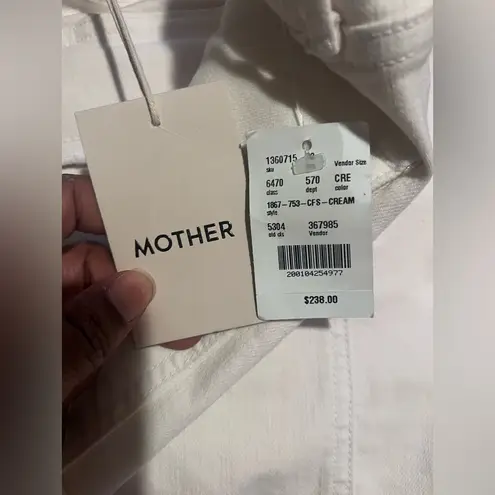 MOTHER
1360715
sku
Vendor Size
6470 570 CRE
class dept color
1867-753-CFS-CREAM
style
5304 367985
old cls Vendor
200104254977
$238.00